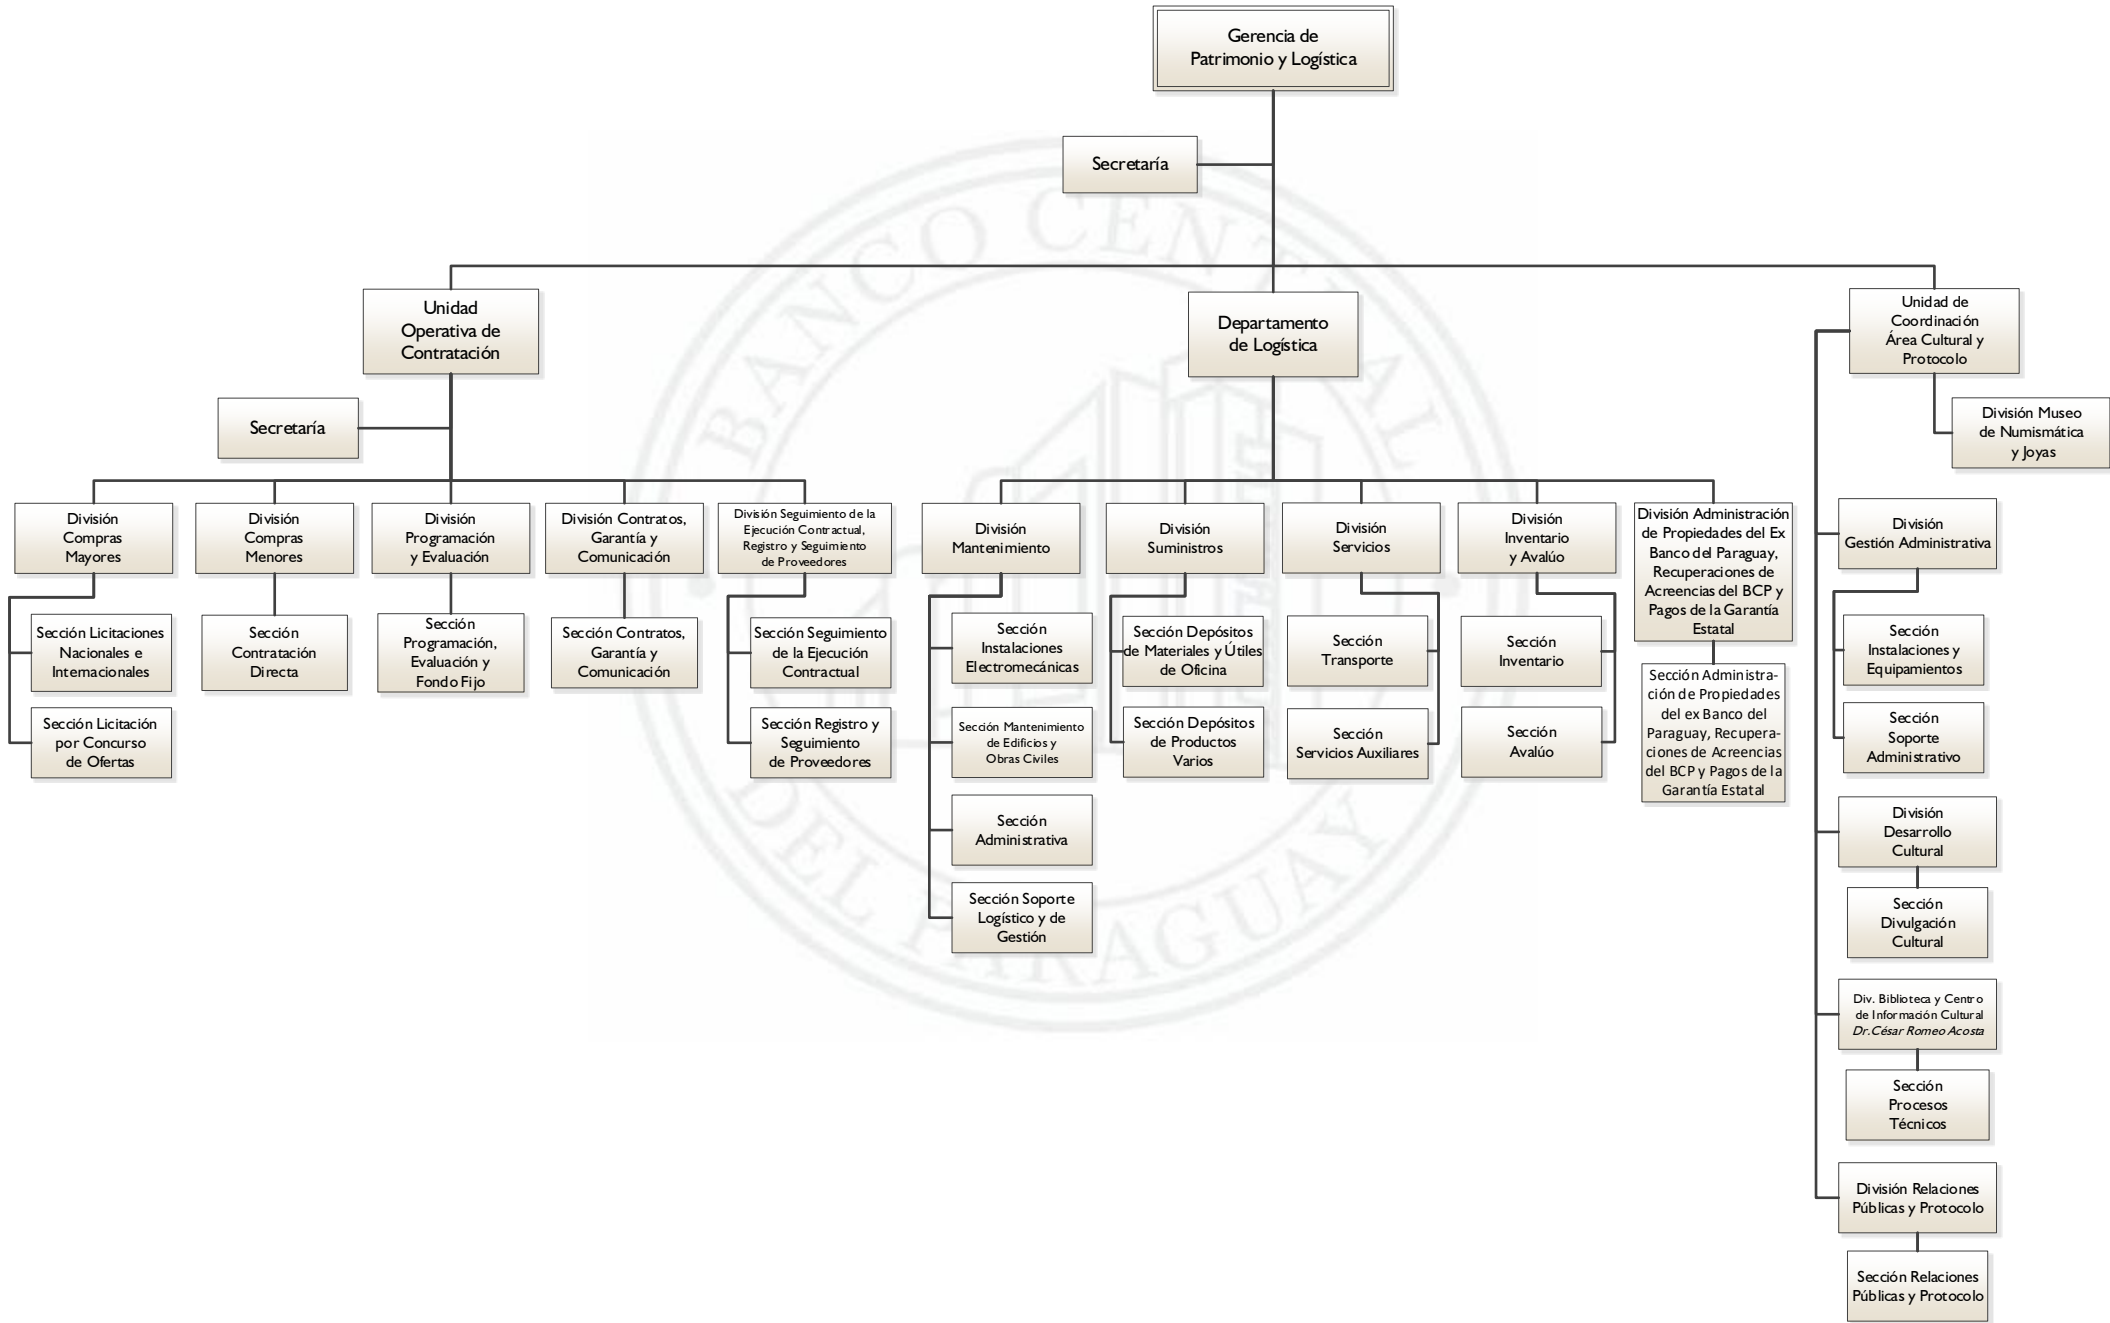 Gerencia de
Patrimonio y Logística
Secretaría
Unidad
Operativa de
Contratación
Departamento
de Logística
Unidad de
Coordinación
Área Cultural y
Protocolo
Secretaría
División Museo
de Numismática
y Joyas
División
Compras
Mayores
División
Compras
Menores
División
Programación
y Evaluación
División Contratos,
Garantía y
Comunicación
División Seguimiento de la
Ejecución Contractual,
Registro y Seguimiento
de Proveedores
División
Mantenimiento
División
Suministros
División
Servicios
División
Inventario
y Avalúo
División Administración
de Propiedades del Ex
Banco del Paraguay,
Recuperaciones de
Acreencias del BCP y
Pagos de la Garantía
Estatal
División
Gestión Administrativa
Sección Licitaciones
Nacionales e
Internacionales
Sección
Contratación
Directa
Sección
Programación,
Evaluación y
Fondo Fijo
Sección Contratos,
Garantía y
Comunicación
Sección Seguimiento
de la Ejecución
Contractual
Sección
Instalaciones
Electromecánicas
Sección Depósitos
de Materiales y Útiles
de Oficina
Sección
Transporte
Sección
Inventario
Sección Administra-
ción de Propiedades
del ex Banco del
Paraguay, Recupera-
ciones de Acreencias
del BCP y Pagos de la
Garantía Estatal
Sección
Instalaciones y
Equipamientos
Sección Licitación
por Concurso
de Ofertas
Sección Registro y
Seguimiento
de Proveedores
Sección Mantenimiento
de Edificios y
Obras Civiles
Sección Depósitos
de Productos
Varios
Sección
Servicios Auxiliares
Sección
Avalúo
Sección
Soporte
Administrativo
Sección
Administrativa
División
Desarrollo
Cultural
Sección Soporte
Logístico y de
Gestión
Sección
Divulgación
Cultural
Div. Biblioteca y Centro
de Información Cultural
Dr.César Romeo Acosta
Sección
Procesos
Técnicos
División Relaciones
Públicas y Protocolo
Sección Relaciones
Públicas y Protocolo
BANCO CENTRAL
DEL PARAGUAY